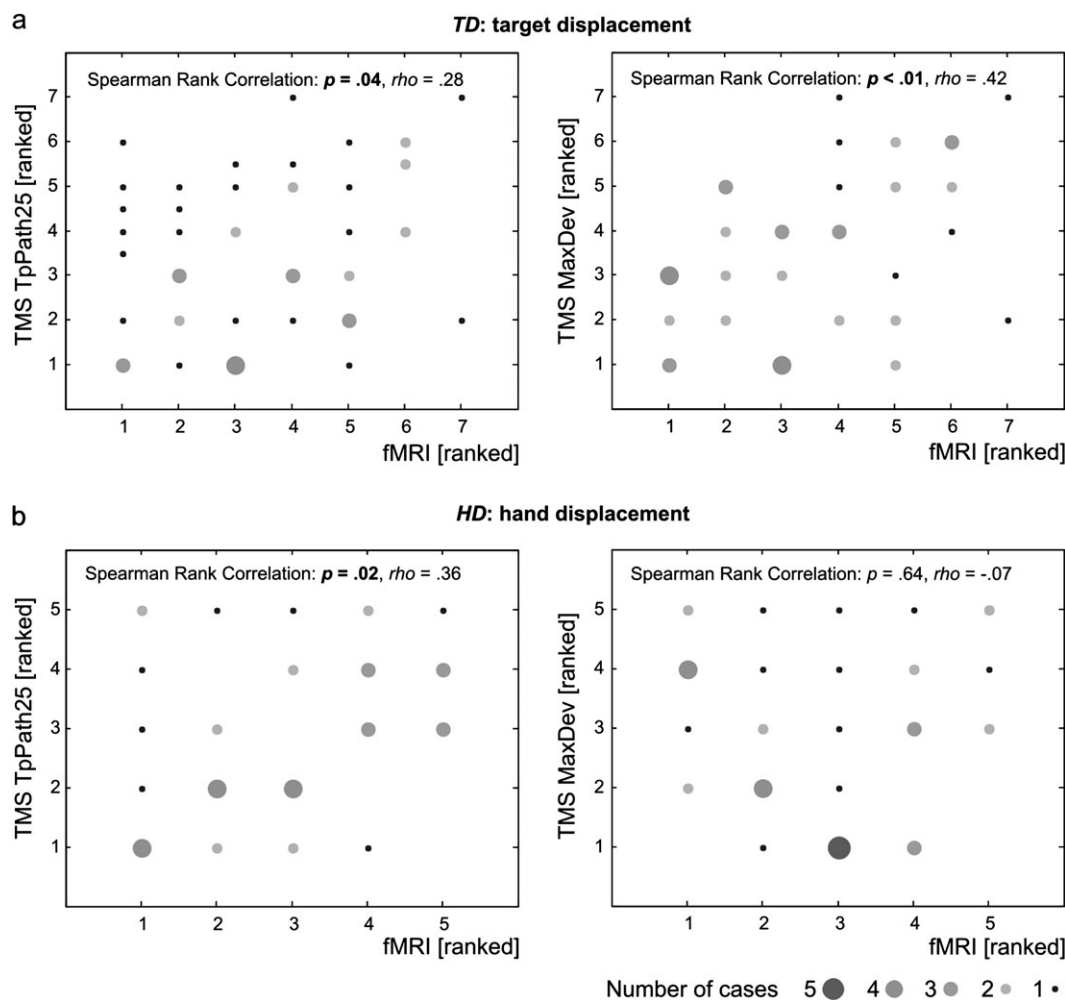 a
TD: target displacement
Spearman Rank Correlation: p = .04, rho = .28
TMS TpPath25 [ranked]
7
6
5
4
3
2
1
1 2 3 4 5 6 7
fMRI [ranked]
Spearman Rank Correlation: p < .01, rho = .42
TMS MaxDev [ranked]
7
6
5
4
3
2
1
1 2 3 4 5 6 7
fMRI [ranked]
b
HD: hand displacement
Spearman Rank Correlation: p = .02, rho = .36
TMS TpPath25 [ranked]
5
4
3
2
1
1 2 3 4 5
fMRI [ranked]
Spearman Rank Correlation: p = .64, rho = -.07
TMS MaxDev [ranked]
5
4
3
2
1
1 2 3 4 5
fMRI [ranked]
Number of cases 5 4 3 2 1